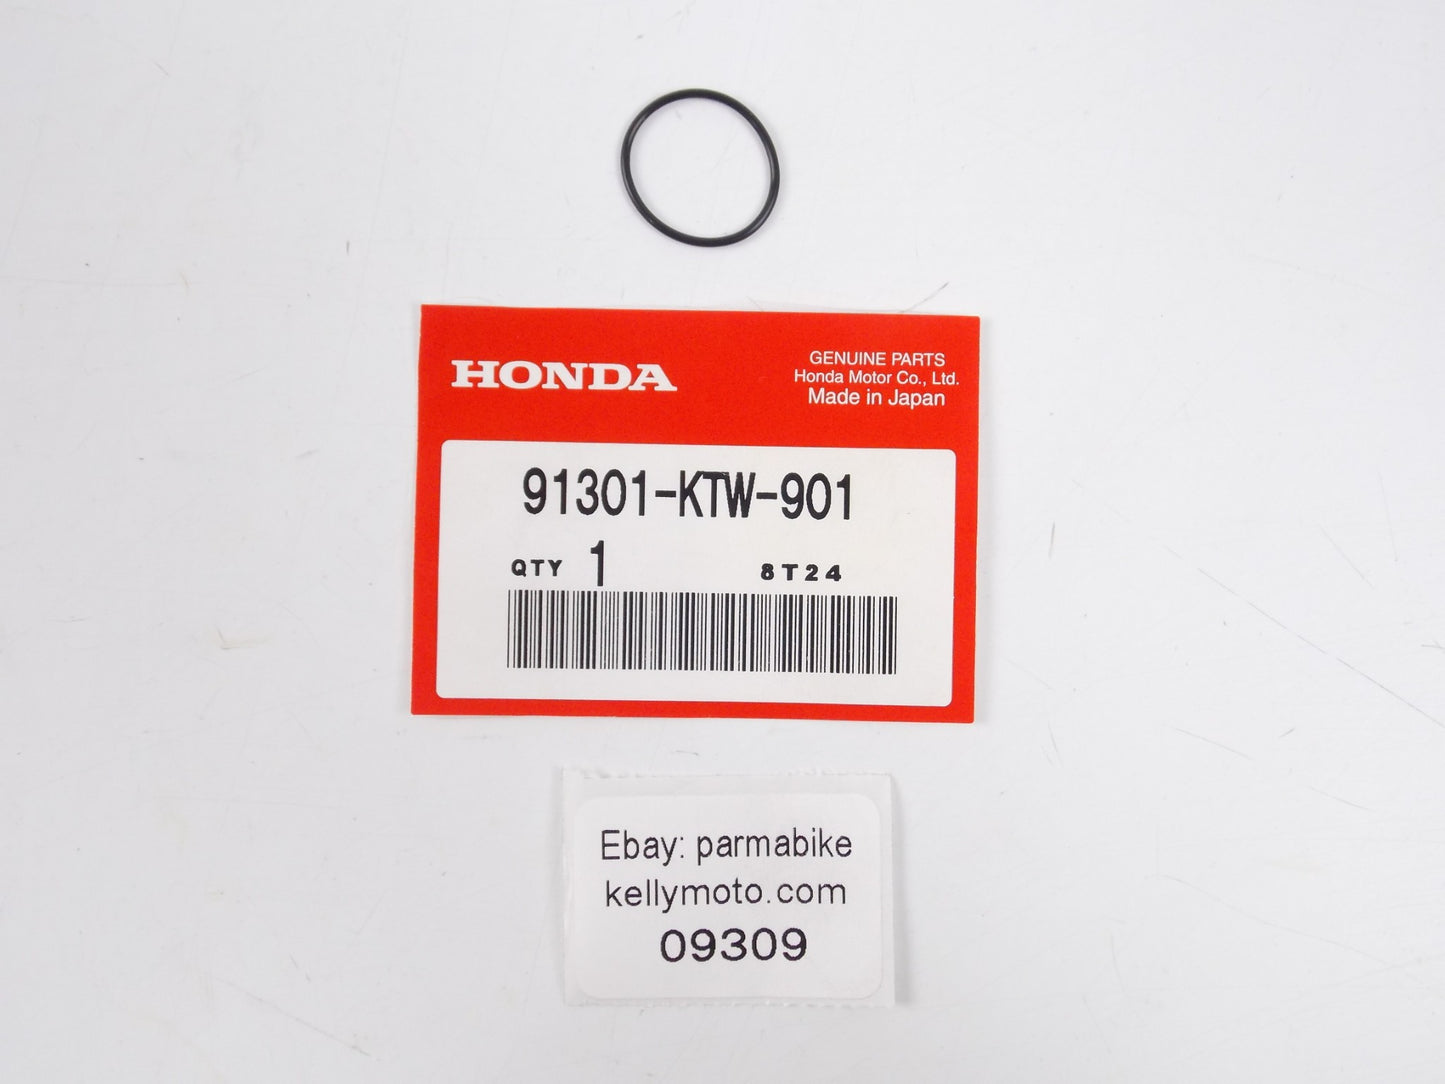 HONDA
GENUINE PARTS
Honda Motor Co., Ltd.
Made in Japan
91301-KTW-901
QTY 1 8T24
Ebay: parmabike
kellymoto.com
09309